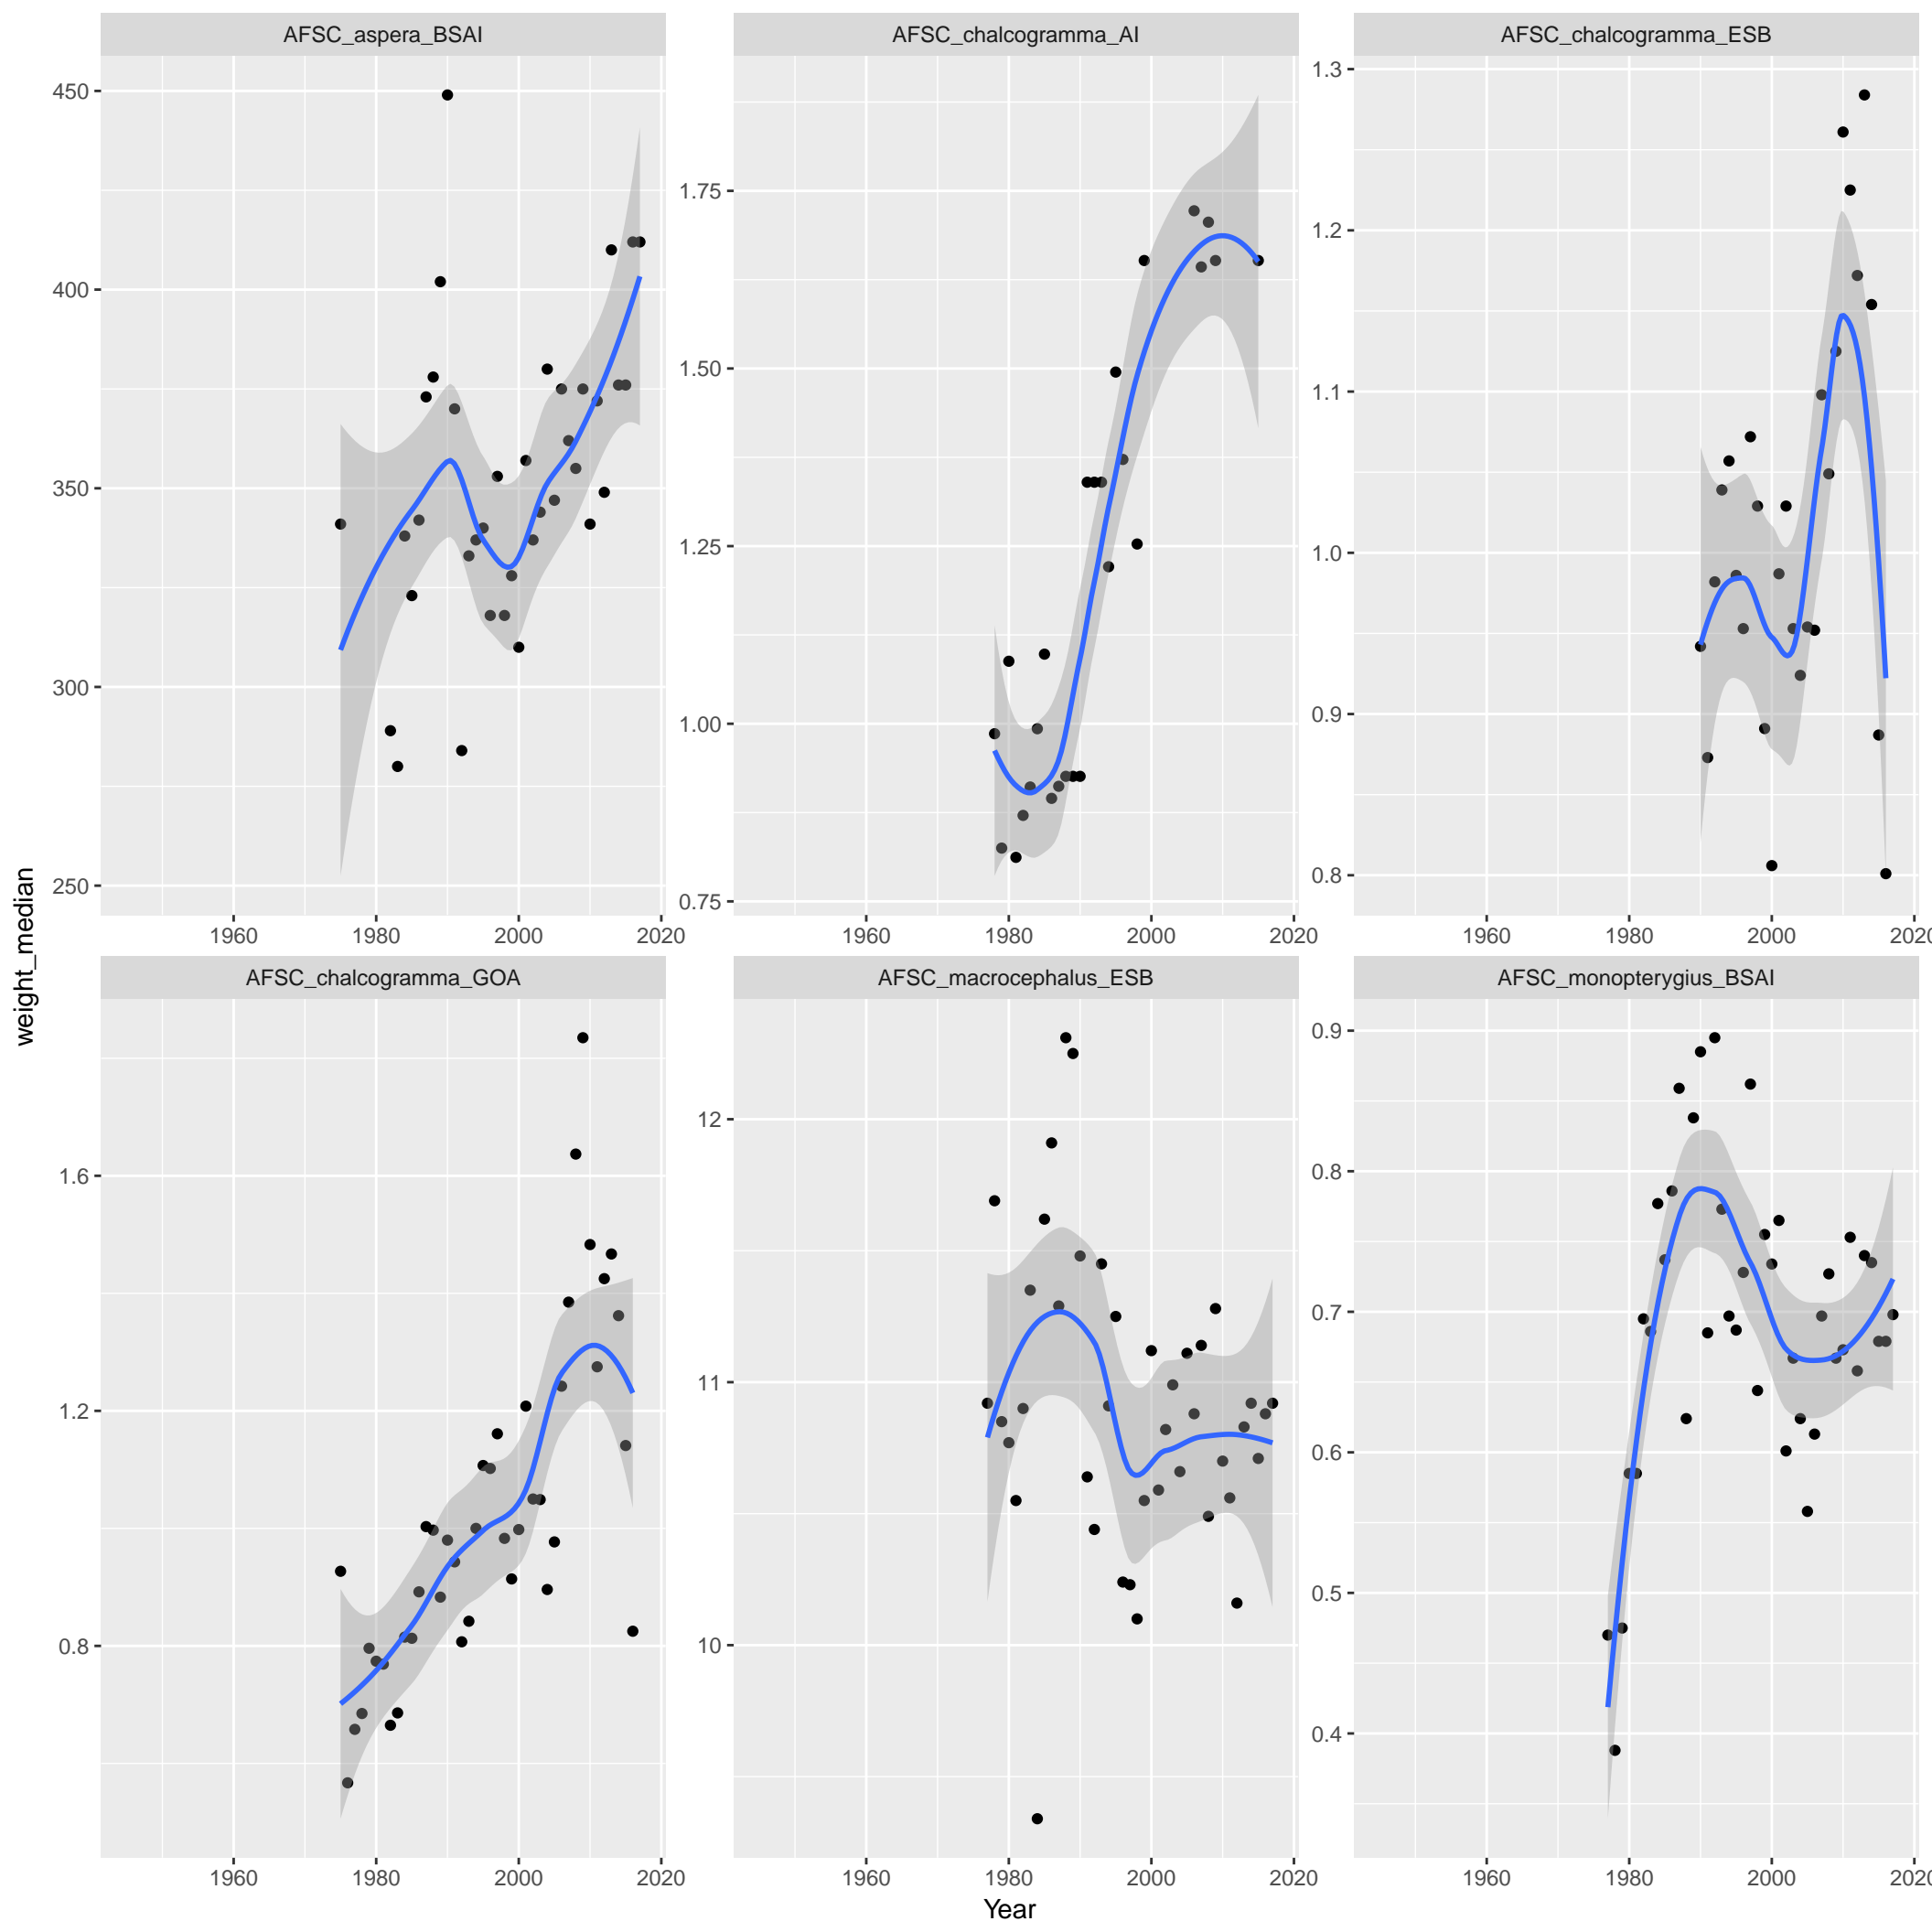 AFSC_aspera_BSAI
AFSC_chalcogramma_AI
AFSC_chalcogramma_ESB
450
400
350
300
250
1.75
1.50
1.25
1.00
0.75
1.3
1.2
1.1
1.0
0.9
0.8
1960 1980 2000 2020
1960 1980 2000 2020
1960 1980 2000 202
weight_median
AFSC_chalcogramma_GOA
AFSC_macrocephalus_ESB
AFSC_monopterygius_BSAI
1.6
1.2
0.8
12
11
10
0.9
0.8
0.7
0.6
0.5
0.4
1960 1980 2000 2020
1960 1980 2000 2020
1960 1980 2000 202
Year